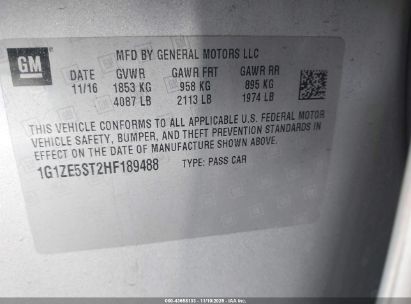 GM
MFD BY GENERAL MOTORS LLC
DATE GVWR GAWR FRT GAWR RR
11/16 1853 KG 958 KG 895 KG
4087 LB 2113 LB 1974 LB
THIS VEHICLE CONFORMS TO ALL APPLICABLE U.S. FEDERAL MOTOR
VEHICLE SAFETY, BUMPER, AND THEFT PREVENTION STANDARDS IN
EFFECT ON THE DATE OF MANUFACTURE SHOWN ABOVE.
1G1ZE5ST2HF189488 TYPE: PASS CAR